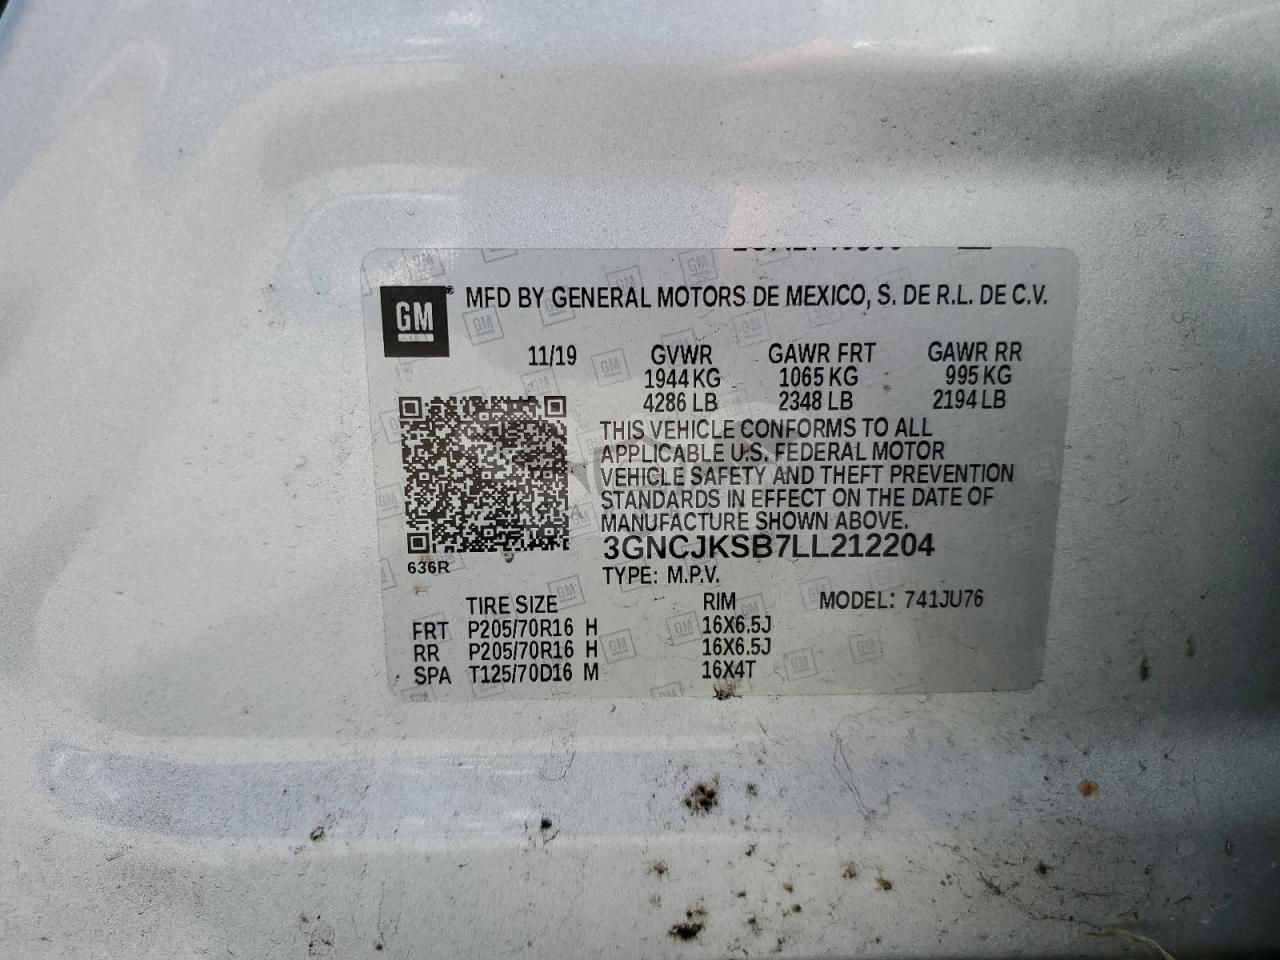 GM
MFD BY GENERAL MOTORS DE MEXICO, S. DE R.L. DE C.V.
11/19 GVWR GAWR FRT GAWR RR
1944 KG 1065 KG 995 KG
4286 LB 2348 LB 2194 LB
THIS VEHICLE CONFORMS TO ALL
APPLICABLE U.S. FEDERAL MOTOR
VEHICLE SAFETY AND THEFT PREVENTION
STANDARDS IN EFFECT ON THE DATE OF
MANUFACTURE SHOWN ABOVE.
3GNCJKSB7LL212204
636R
TYPE: M.P.V.
TIRE SIZE RIM MODEL: 741JU76
FRT P205/70R16 H 16X6.5J
RR P205/70R16 H 16X6.5J
SPA T125/70D16 M 16X4T